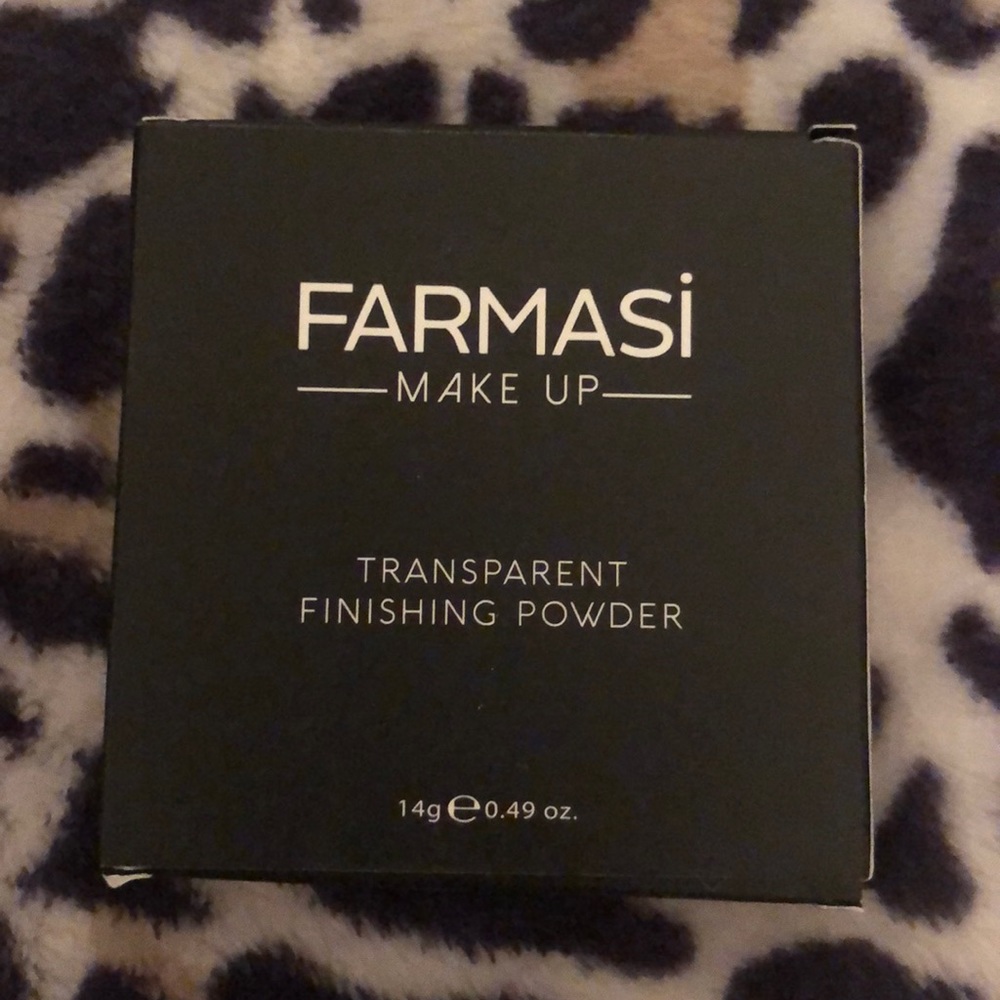 FARMASİ
MAKE UP
TRANSPARENT
FINISHING POWDER
14g ℮ 0.49 oz.